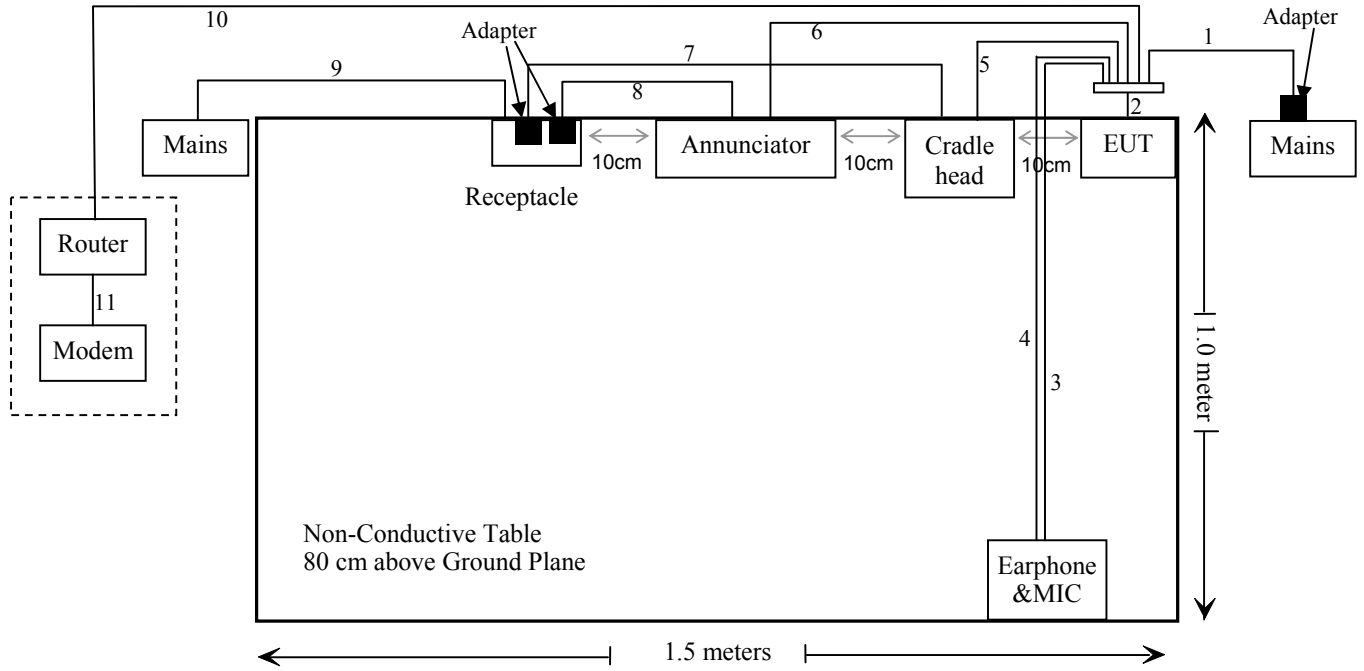 10
Adapter
6
Adapter
7
1
9
5
8
2
Mains
Annunciator
Cradle
head
EUT
Mains
10cm
10cm
10cm
Receptacle
Router
11
Modem
4
3
1.0 meter
Non-Conductive Table
80 cm above Ground Plane
Earphone
&MIC
1.5 meters